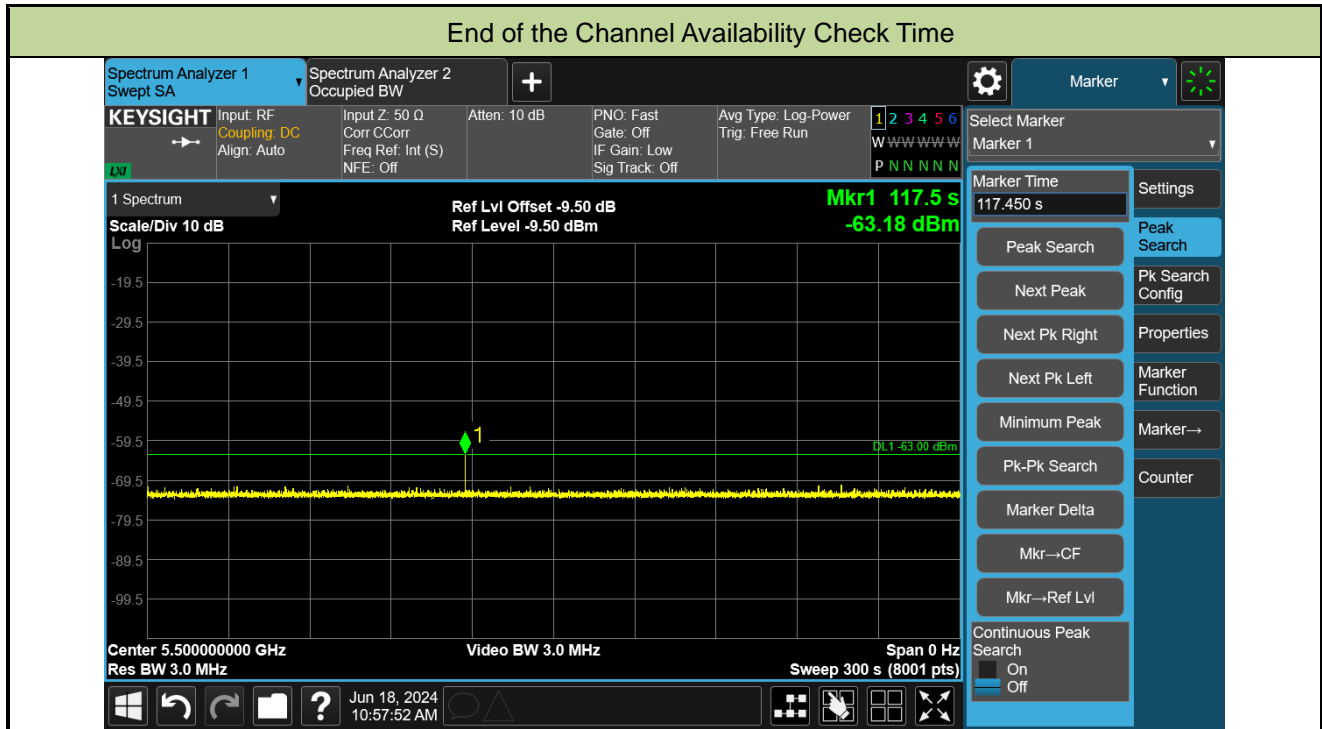 End of the Channel Availability Check Time
Spectrum Analyzer 1
Swept SA
Spectrum Analyzer 2
Occupied BW
Marker
KEYSIGHT
LXI
Input: RF
Coupling: DC
Align: Auto
Input Z: 50 Ω
Corr CCorr
Freq Ref: Int (S)
NFE: Off
Atten: 10 dB
PNO: Fast
Gate: Off
IF Gain: Low
Sig Track: Off
Avg Type: Log-Power
Trig: Free Run
1 2 3 4 5 6
W W W W W W
P N N N N N
Select Marker
Marker 1
1 Spectrum
Scale/Div 10 dB
Log
Ref Lvl Offset -9.50 dB
Ref Level -9.50 dBm
Mkr1 117.5 s
-63.18 dBm
-19.5
-29.5
-39.5
-49.5
-59.5
-69.5
-79.5
-89.5
-99.5
1
DL1 -63.00 dBm
Center 5.500000000 GHz
Res BW 3.0 MHz
Video BW 3.0 MHz
Span 0 Hz
Sweep 300 s (8001 pts)
Marker Time
117.450 s
Peak Search
Next Peak
Next Pk Right
Next Pk Left
Minimum Peak
Pk-Pk Search
Marker Delta
Mkr→CF
Mkr→Ref Lvl
Continuous Peak
Search
On
Off
Settings
Peak
Search
Pk Search
Config
Properties
Marker
Function
Marker→
Counter
?
Jun 18, 2024
10:57:52 AM